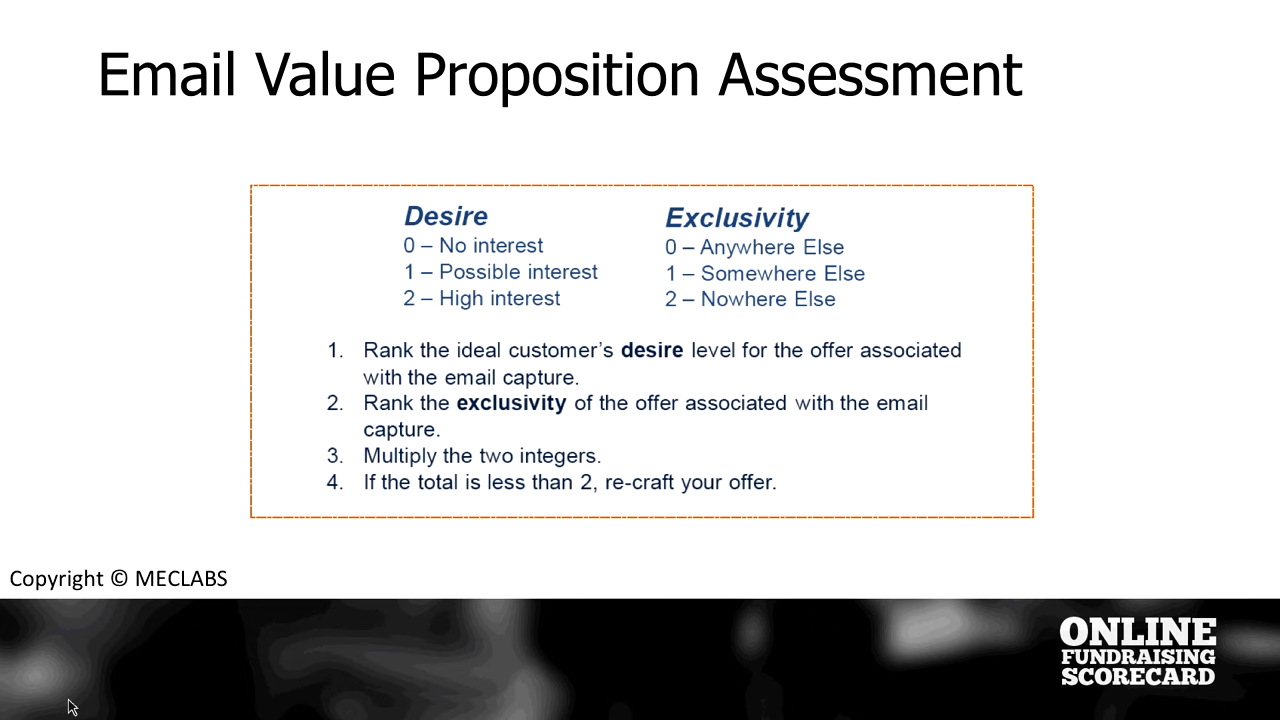 Email Value Proposition Assessment
Desire
0 – No interest
1 – Possible interest
2 – High interest
Exclusivity
0 – Anywhere Else
1 – Somewhere Else
2 – Nowhere Else
1. Rank the ideal customer’s desire level for the offer associated
with the email capture.
2. Rank the exclusivity of the offer associated with the email
capture.
3. Multiply the two integers.
4. If the total is less than 2, re-craft your offer.
Copyright © MECLABS
ONLINE
FUNDRAISING
SCORECARD